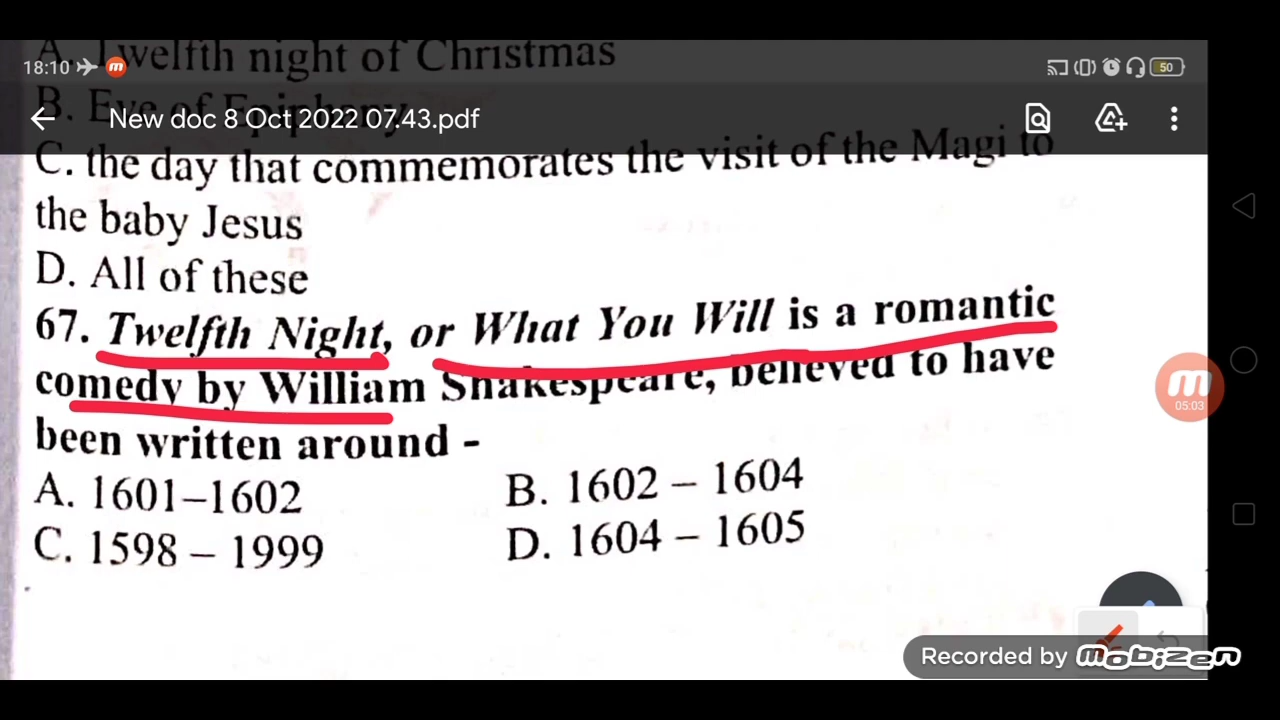 A. Twelfth night of Christmas
18:10
50
B. Eve of Epiphany
New doc 8 Oct 2022 07.43.pdf
C. the day that commemorates the visit of the Magi to
the baby Jesus
D. All of these
67. Twelfth Night, or What You Will is a romantic
comedy by William Shakespeare, believed to have
been written around -
A. 1601–1602 B. 1602 – 1604
C. 1598 – 1999 D. 1604 – 1605
05:03
Recorded by Mobizen